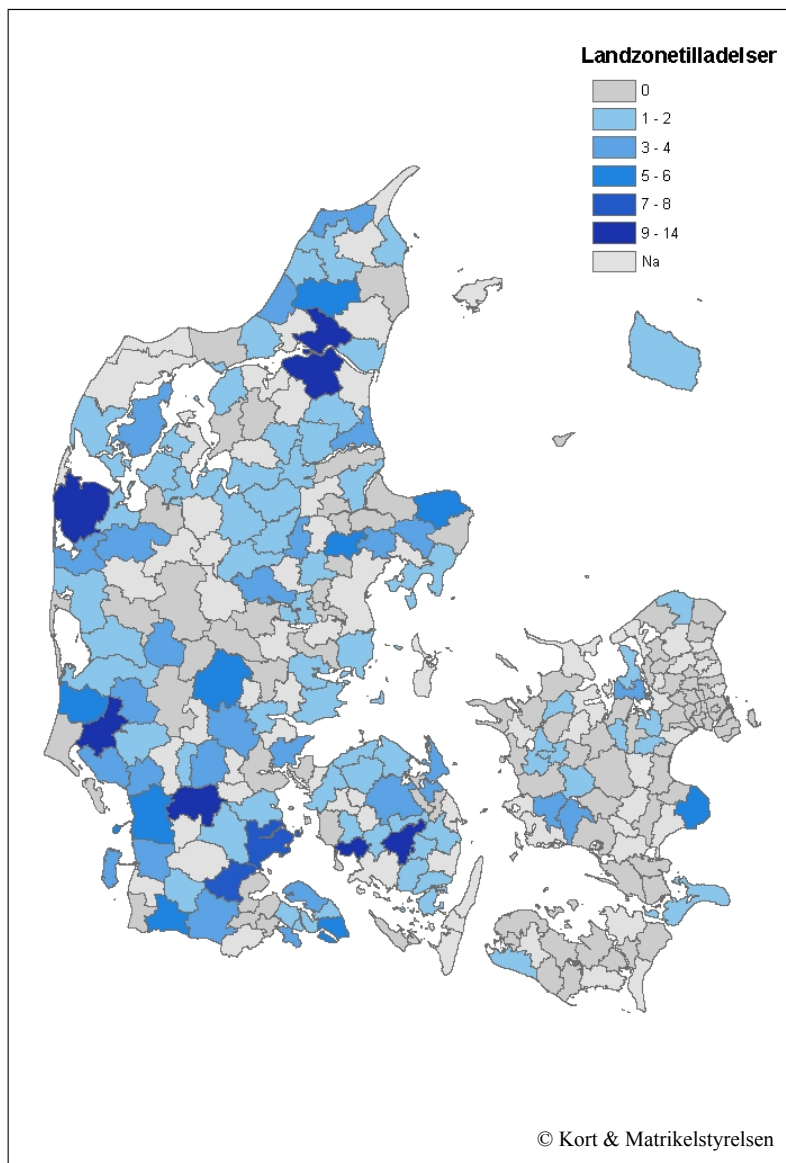 Landzonetilladelser
0
1 - 2
3 - 4
5 - 6
7 - 8
9 - 14
Na
© Kort & Matrikelstyrelsen